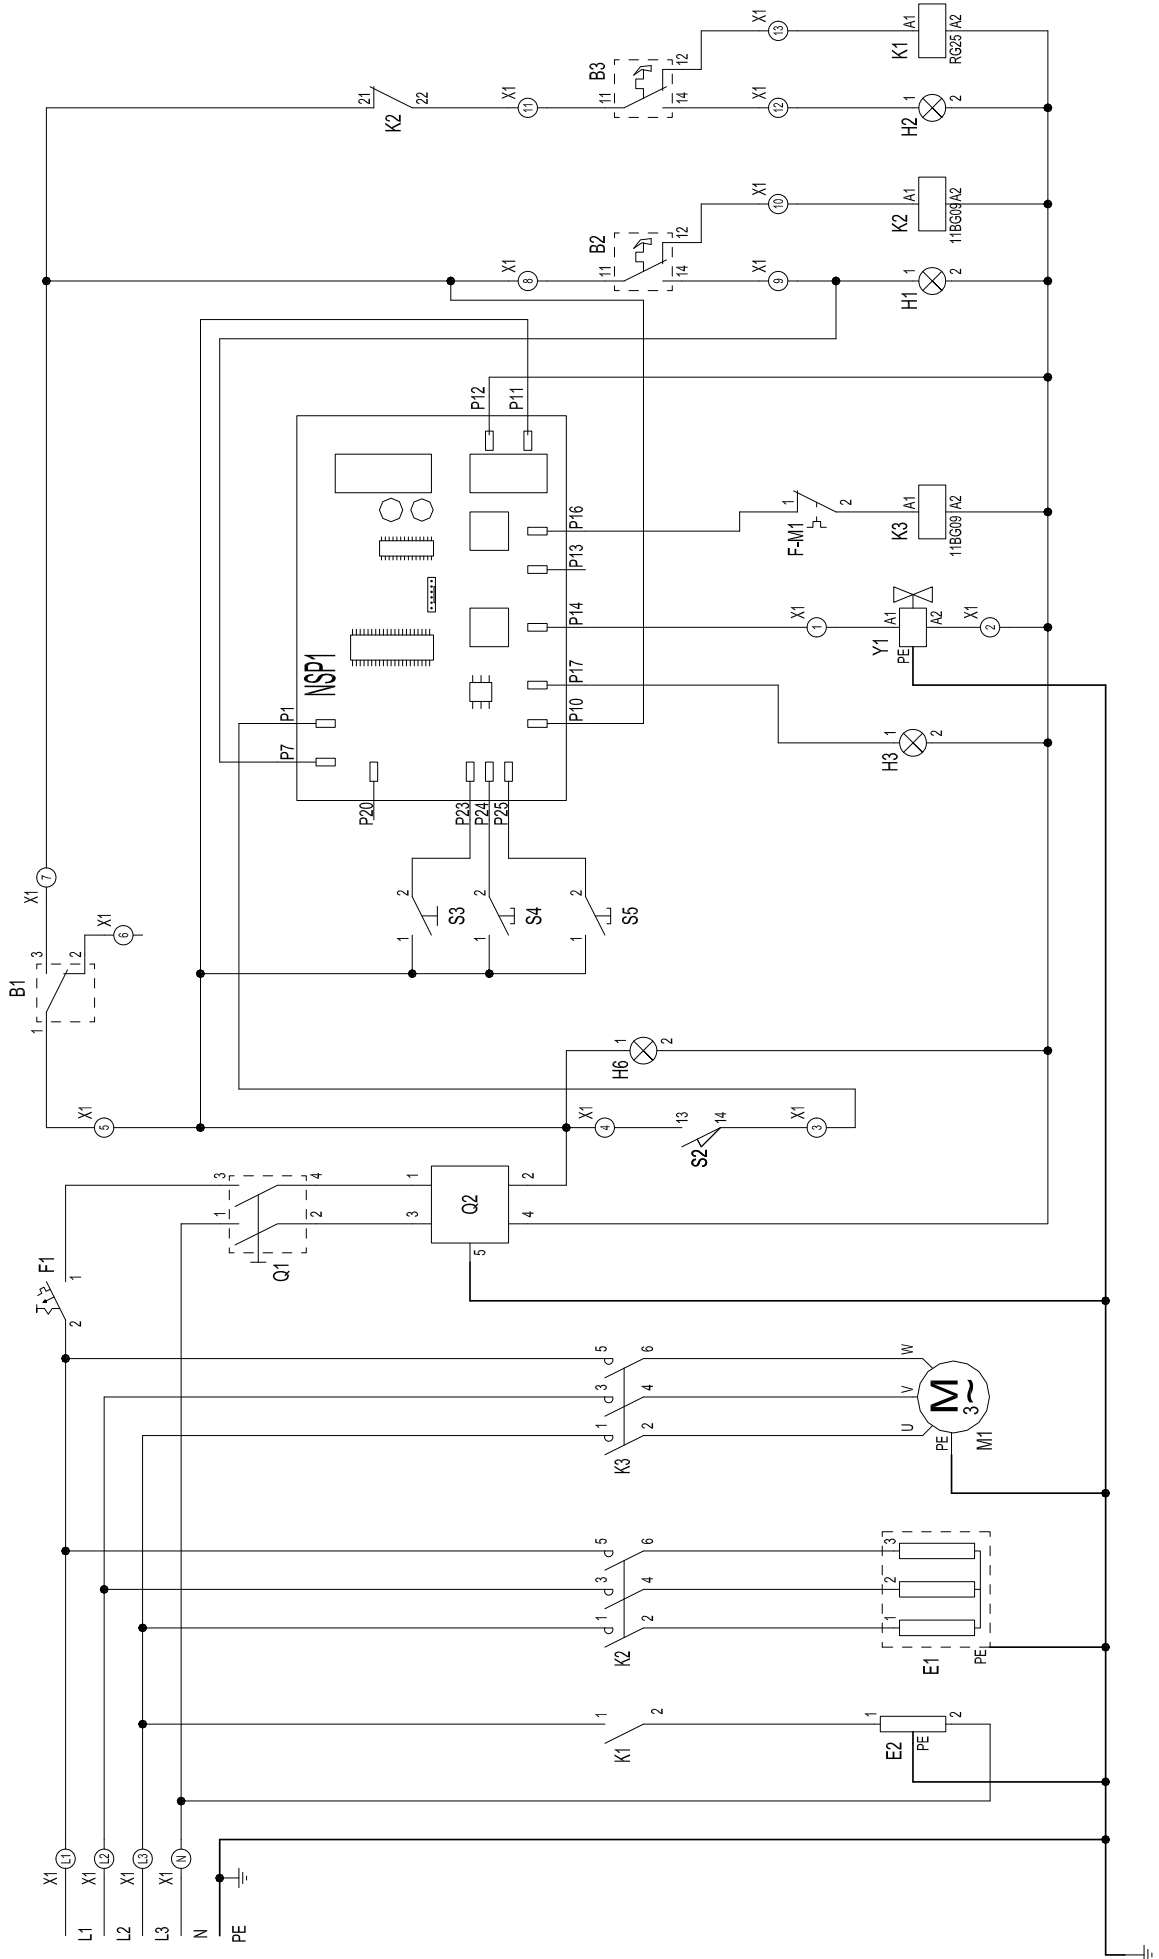 X1
L1
L1
X1
L2
L2
X1
L3
L3
X1
N
N
PE
K1
1
2
E2
1
2
PE
K2
1
2
3
4
5
6
E1
1
2
3
PE
K3
1
2
3
4
5
6
U
V
W
PE
M
3~
M1
F1
2
1
Q1
1
2
3
4
Q2
3
1
5
4
2
X1
5
X1
4
S2
13
14
X1
3
H6
1
2
B1
1
3
2
X1
6
X1
7
S3
1
2
S4
1
2
S5
1
2
P20
P23
P24
P25
P7
P1
NSP1
P10
P17
P14
P13
P16
P12
P11
H3
1
2
X1
1
Y1
A1
A2
PE
X1
2
F-M1
1
2
K3
A1
A2
11BG09
X1
8
B2
11
14
12
X1
9
X1
10
H1
1
2
K2
A1
A2
11BG09
K2
21
22
X1
11
B3
11
14
12
X1
12
X1
13
H2
1
2
K1
A1
A2
RG25